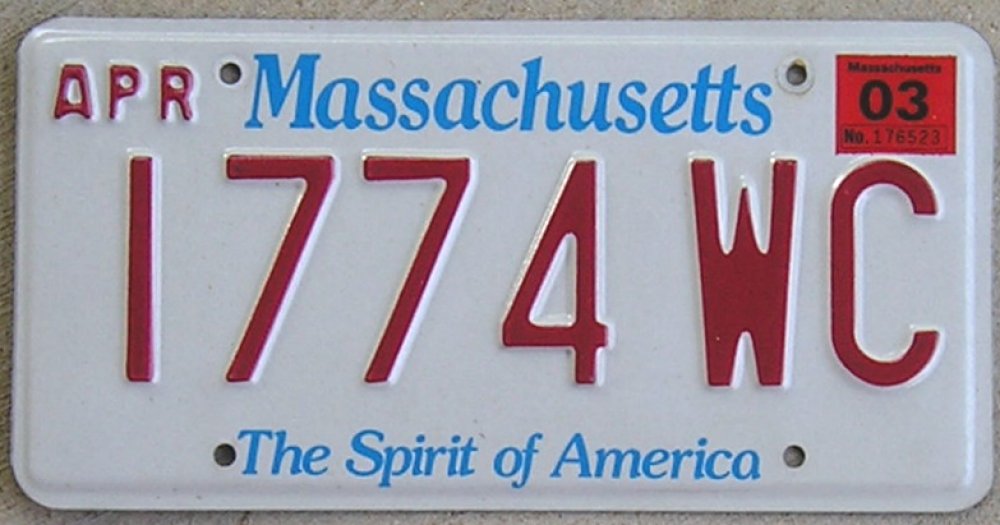 APR Massachusetts
Massachusetts
03
No. 176523
1774 WC
The Spirit of America